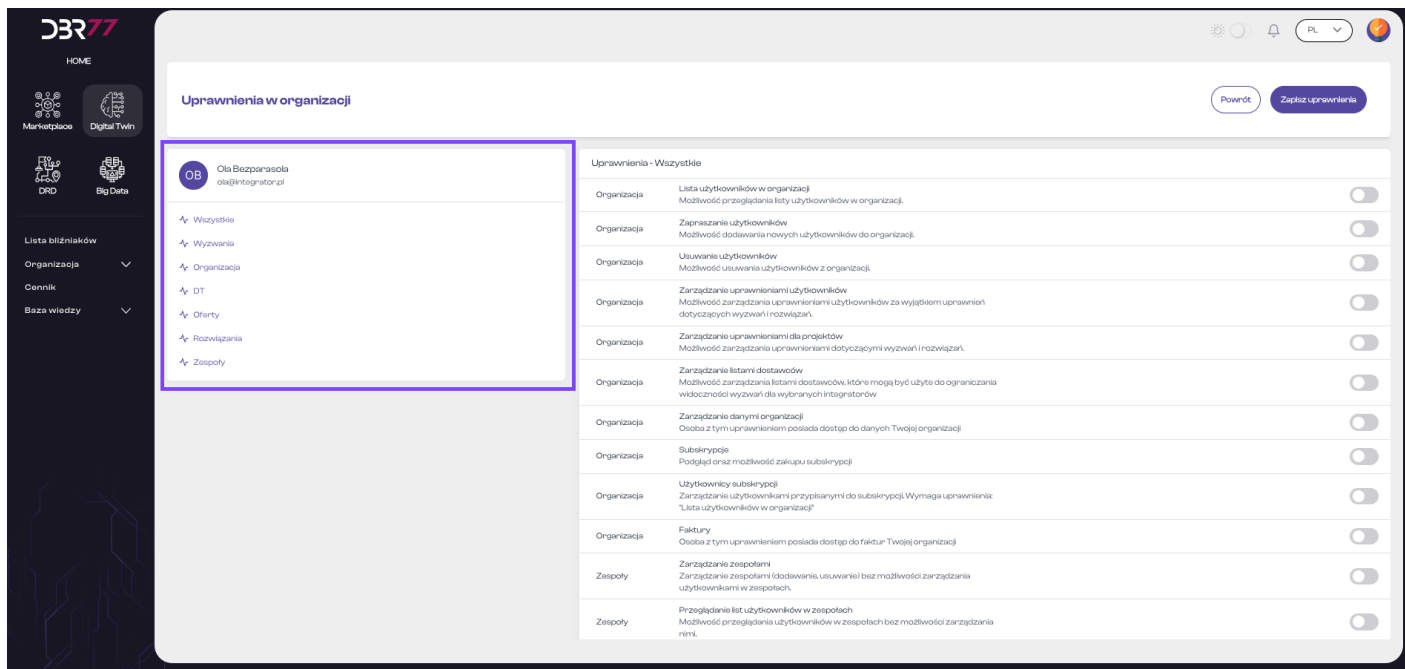 DBR77
PL
HOME
Marketplace
Digital Twin
DRD
Big Data
Lista bliźniaków
Organizacja
Cennik
Baza wiedzy
Uprawnienia w organizacji
Powrót
Zapisz uprawnienia
OB
Ola Bezparasola
ola@integrator.pl
Wszystkie
Wyzwania
Organizacja
DT
Oferty
Rozwiązania
Zespoły
Uprawnienia - Wszystkie
Organizacja
Lista użytkowników w organizacji
Możliwość przeglądania listy użytkowników w organizacji.
Organizacja
Zapraszanie użytkowników
Możliwość dodawania nowych użytkowników do organizacji.
Organizacja
Usuwanie użytkowników
Możliwość usuwania użytkowników z organizacji.
Organizacja
Zarządzanie uprawnieniami użytkowników
Możliwość zarządzania uprawnieniami użytkowników za wyjątkiem uprawnień
dotyczących wyzwań i rozwiązań.
Organizacja
Zarządzanie uprawnieniami dla projektów
Możliwość zarządzania uprawnieniami dotyczącymi wyzwań i rozwiązań.
Organizacja
Zarządzanie listami dostawców
Możliwość zarządzania listami dostawców, które mogą być użyte do ograniczania
widoczności wyzwań dla wybranych integratorów
Organizacja
Zarządzanie danymi organizacji
Osoba z tym uprawnieniem posiada dostęp do danych Twojej organizacji
Organizacja
Subskrypcje
Podgląd oraz możliwość zakupu subskrypcji
Organizacja
Użytkownicy subskrypcji
Zarządzanie użytkownikami przypisanymi do subskrypcji. Wymaga uprawnienia:
"Lista użytkowników w organizacji"
Organizacja
Faktury
Osoba z tym uprawnieniem posiada dostęp do faktur Twojej organizacji
Zespoły
Zarządzanie zespołami
Zarządzanie zespołami (dodawanie, usuwanie) bez możliwości zarządzania
użytkownikami w zespołach.
Zespoły
Przeglądanie list użytkowników w zespołach
Możliwość przeglądania użytkowników w zespołach bez możliwości zarządzania
nimi.